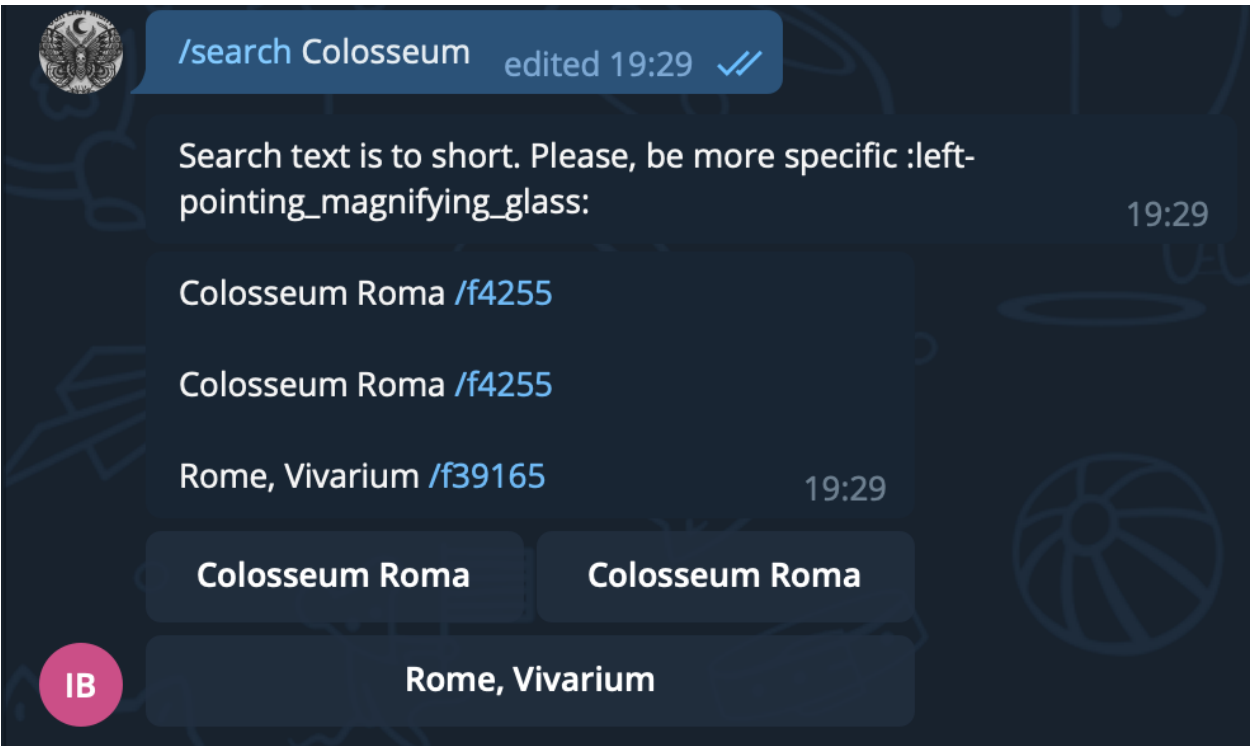 /search Colosseum edited 19:29
Search text is to short. Please, be more specific :left-
pointing_magnifying_glass:
19:29
Colosseum Roma /f4255
Colosseum Roma /f4255
Rome, Vivarium /f39165
19:29
Colosseum Roma Colosseum Roma
IB Rome, Vivarium